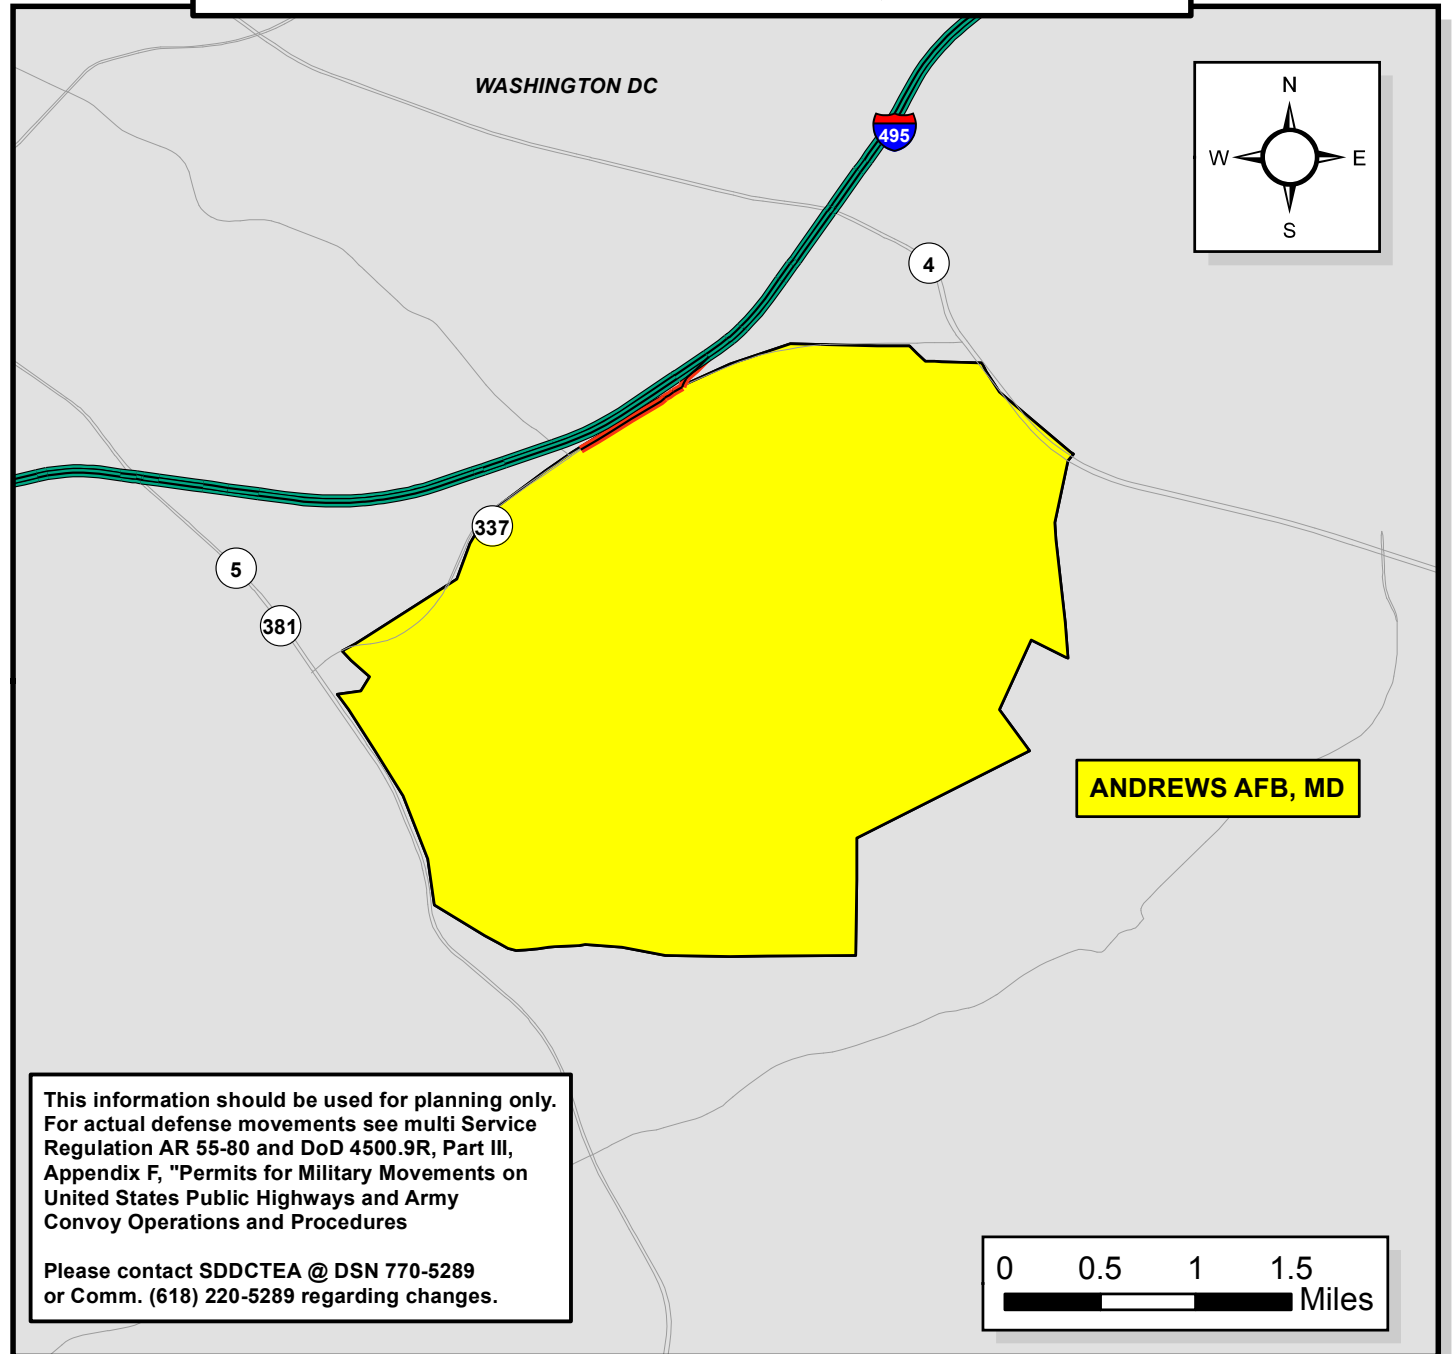 WASHINGTON DC
N
W E
S
495
4
337
5
381
ANDREWS AFB, MD
This information should be used for planning only.
For actual defense movements see multi Service
Regulation AR 55-80 and DoD 4500.9R, Part III,
Appendix F, "Permits for Military Movements on
United States Public Highways and Army
Convoy Operations and Procedures
Please contact SDDCTEA @ DSN 770-5289
or Comm. (618) 220-5289 regarding changes.
0 0.5 1 1.5
Miles